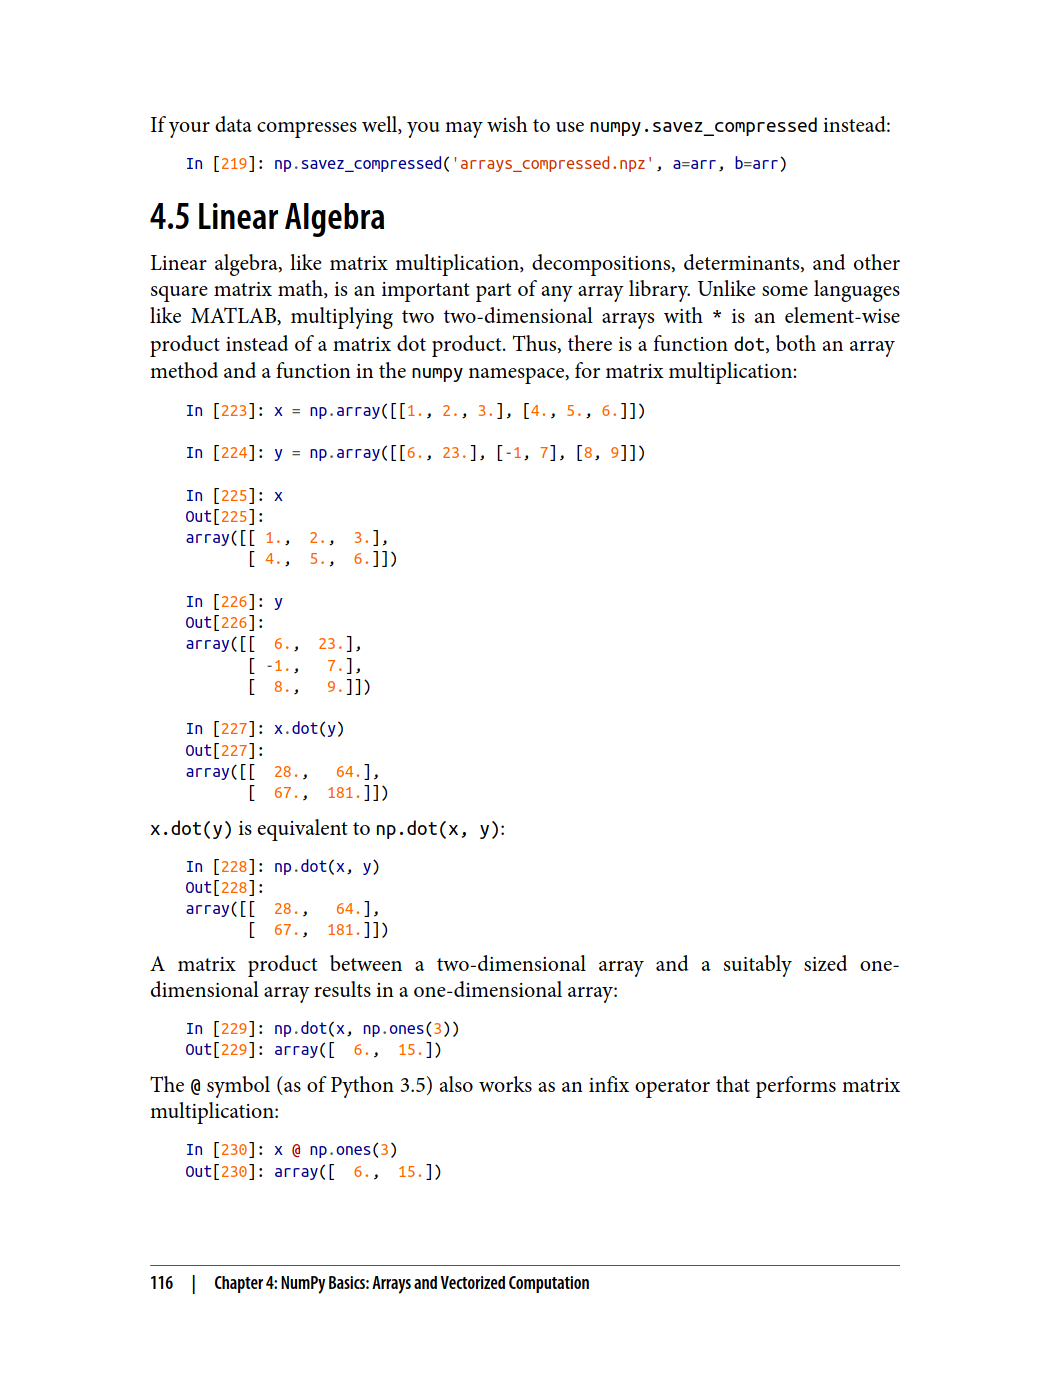 If your data compresses well, you may wish to use numpy.savez_compressed instead:
In [219]: np.savez_compressed('arrays_compressed.npz', a=arr, b=arr)
4.5 Linear Algebra
Linear algebra, like matrix multiplication, decompositions, determinants, and other
square matrix math, is an important part of any array library. Unlike some languages
like MATLAB, multiplying two two-dimensional arrays with * is an element-wise
product instead of a matrix dot product. Thus, there is a function dot, both an array
method and a function in the numpy namespace, for matrix multiplication:
In [223]: x = np.array([[1., 2., 3.], [4., 5., 6.]])
In [224]: y = np.array([[6., 23.], [-1, 7], [8, 9]])
In [225]: x
Out[225]:
array([[ 1.,  2.,  3.],
       [ 4.,  5.,  6.]])
In [226]: y
Out[226]:
array([[  6.,  23.],
       [ -1.,   7.],
       [  8.,   9.]])
In [227]: x.dot(y)
Out[227]:
array([[  28.,   64.],
       [  67.,  181.]])
x.dot(y) is equivalent to np.dot(x, y):
In [228]: np.dot(x, y)
Out[228]:
array([[  28.,   64.],
       [  67.,  181.]])
A matrix product between a two-dimensional array and a suitably sized one-
dimensional array results in a one-dimensional array:
In [229]: np.dot(x, np.ones(3))
Out[229]: array([  6.,  15.])
The @ symbol (as of Python 3.5) also works as an infix operator that performs matrix
multiplication:
In [230]: x @ np.ones(3)
Out[230]: array([  6.,  15.])
116 | Chapter 4: NumPy Basics: Arrays and Vectorized Computation